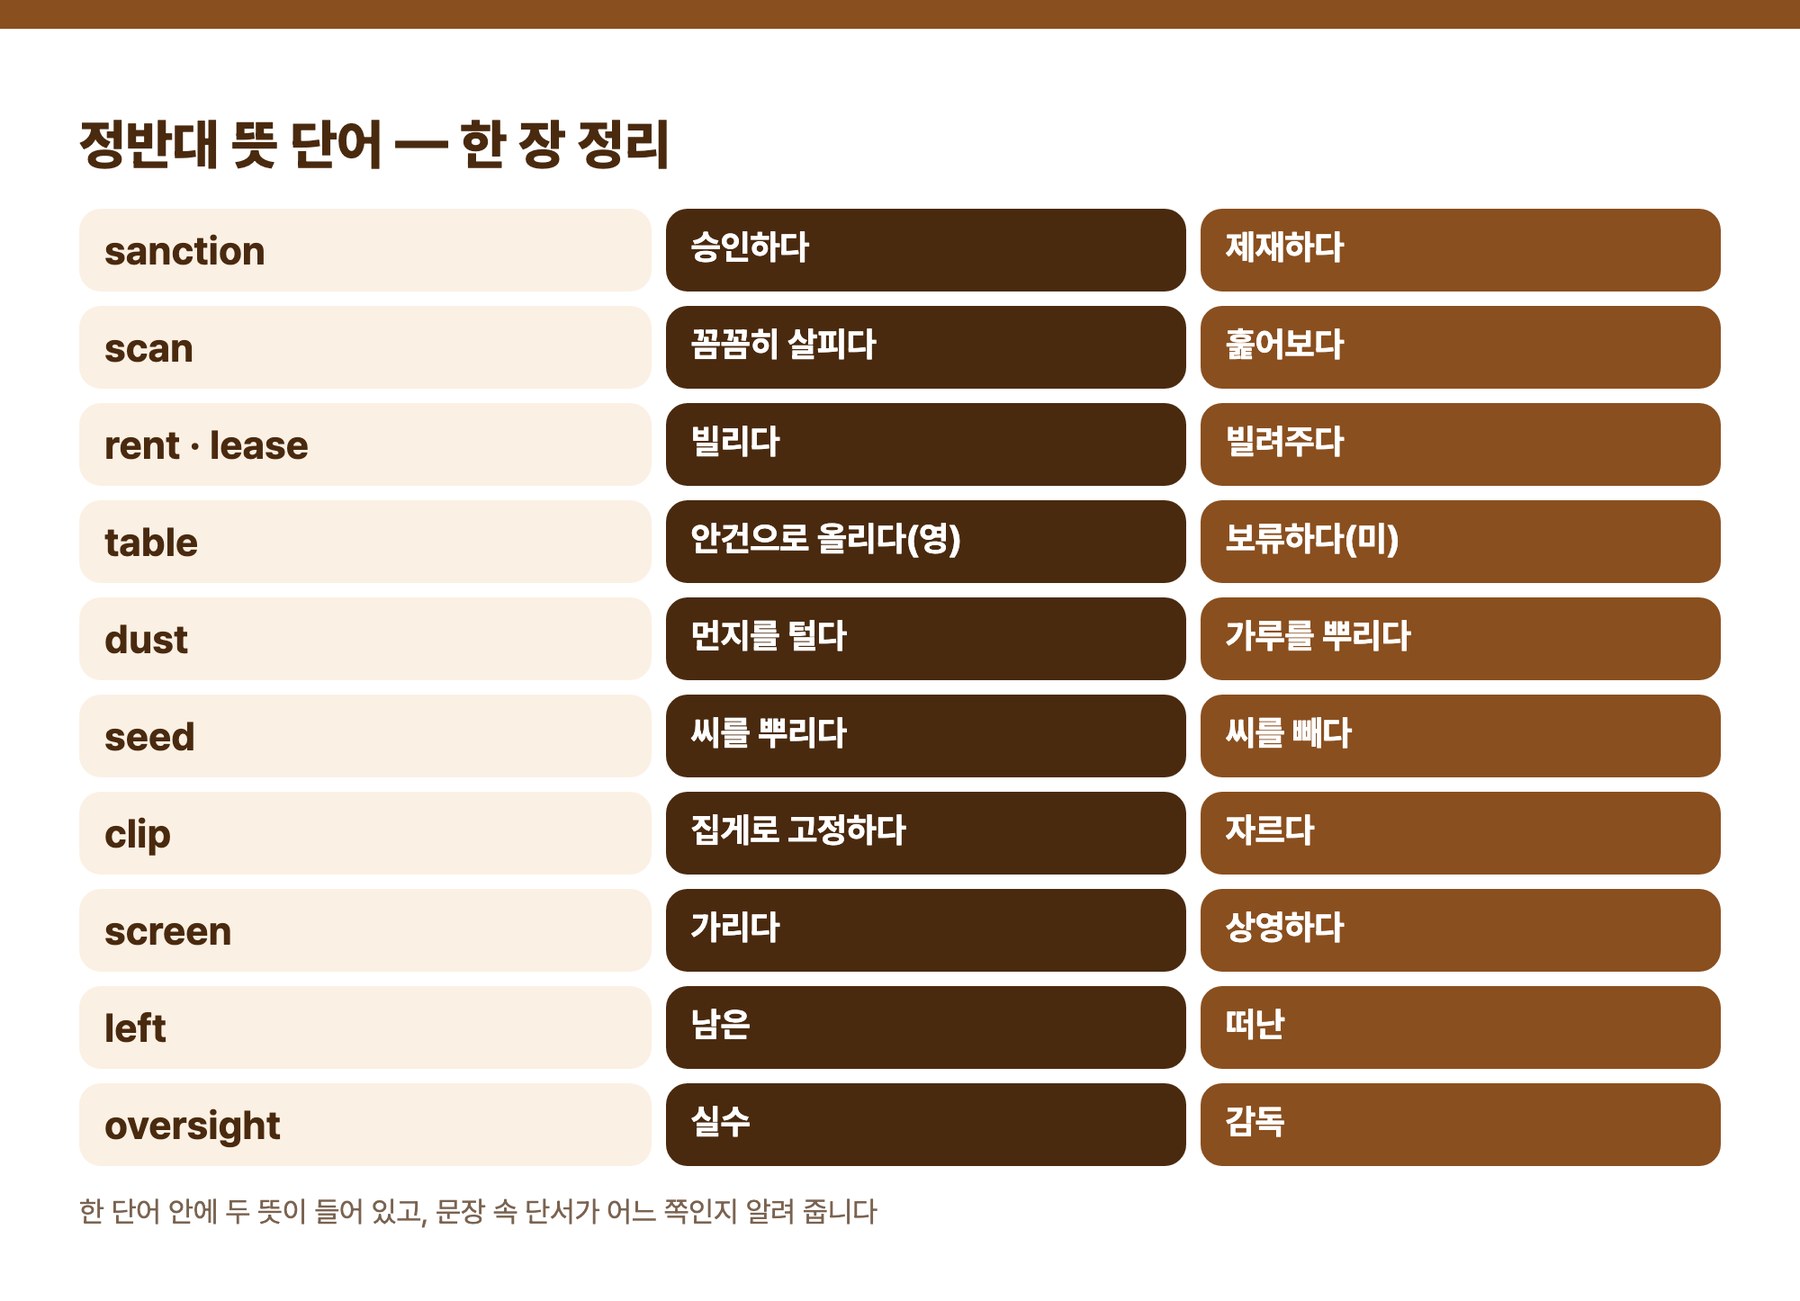 정반대 뜻 단어 — 한 장 정리
sanction 승인하다 제재하다
scan 꼼꼼히 살피다 훑어보다
rent · lease 빌리다 빌려주다
table 안건으로 올리다(영) 보류하다(미)
dust 먼지를 털다 가루를 뿌리다
seed 씨를 뿌리다 씨를 빼다
clip 집게로 고정하다 자르다
screen 가리다 상영하다
left 남은 떠난
oversight 실수 감독
한 단어 안에 두 뜻이 들어 있고, 문장 속 단서가 어느 쪽인지 알려 줍니다